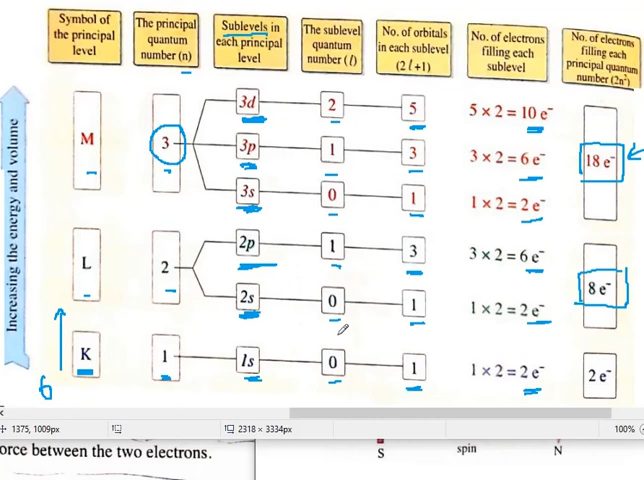 Symbol of
the principal
level
The principal
quantum
number (n)
Sublevels in
each principal
level
The sublevel
quantum
number (ℓ)
No. of orbitals
in each sublevel
(2ℓ+1)
No. of electrons
filling each
sublevel
No. of electrons
filling each
principal quantum
number (2n²)
Increasing the energy and volume
M
3
3d
2
5
5 × 2 = 10 e⁻
3p
1
3
3 × 2 = 6 e⁻
18 e⁻
3s
0
1
1 × 2 = 2 e⁻
L
2
2p
1
3
3 × 2 = 6 e⁻
8 e⁻
2s
0
1
1 × 2 = 2 e⁻
K
1
1s
0
1
1 × 2 = 2 e⁻
2 e⁻
6
1375, 1009px
2318 × 3334px
100%
orce between the two electrons.
S
spin
N